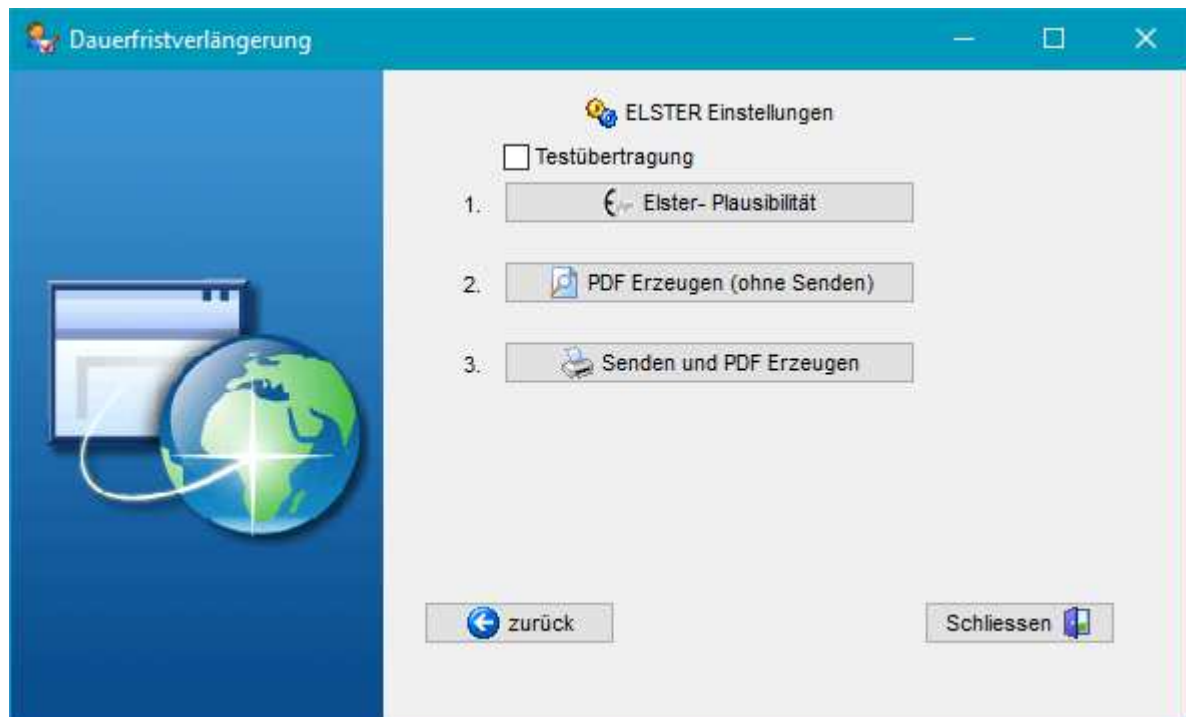 Dauerfristverlängerung
ELSTER Einstellungen
Testübertragung
1. Elster- Plausibilität
2. PDF Erzeugen (ohne Senden)
3. Senden und PDF Erzeugen
zurück Schliessen